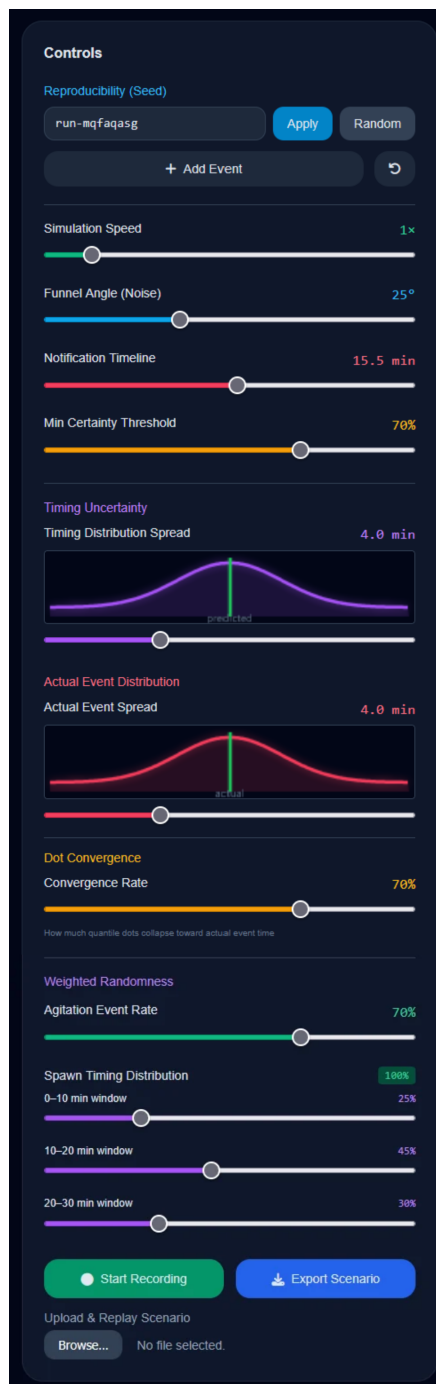 Controls
Reproducibility (Seed)
run-mqfaqasg Apply Random
+ Add Event
Simulation Speed 1×
Funnel Angle (Noise) 25°
Notification Timeline 15.5 min
Min Certainty Threshold 70%
Timing Uncertainty
Timing Distribution Spread 4.0 min
predicted
Actual Event Distribution
Actual Event Spread 4.0 min
actual
Dot Convergence
Convergence Rate 70%
How much quantile dots collapse toward actual event time
Weighted Randomness
Agitation Event Rate 70%
Spawn Timing Distribution 100%
0–10 min window 25%
10–20 min window 45%
20–30 min window 30%
Start Recording Export Scenario
Upload & Replay Scenario
Browse... No file selected.